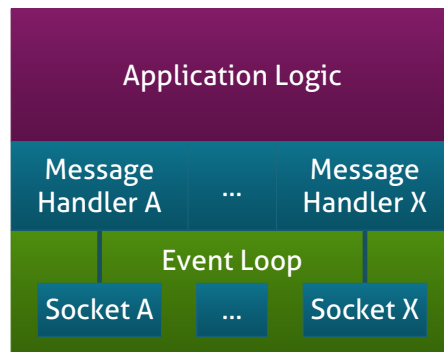 Application Logic
Message
Handler A
...
Message
Handler X
Event Loop
Socket A
...
Socket X